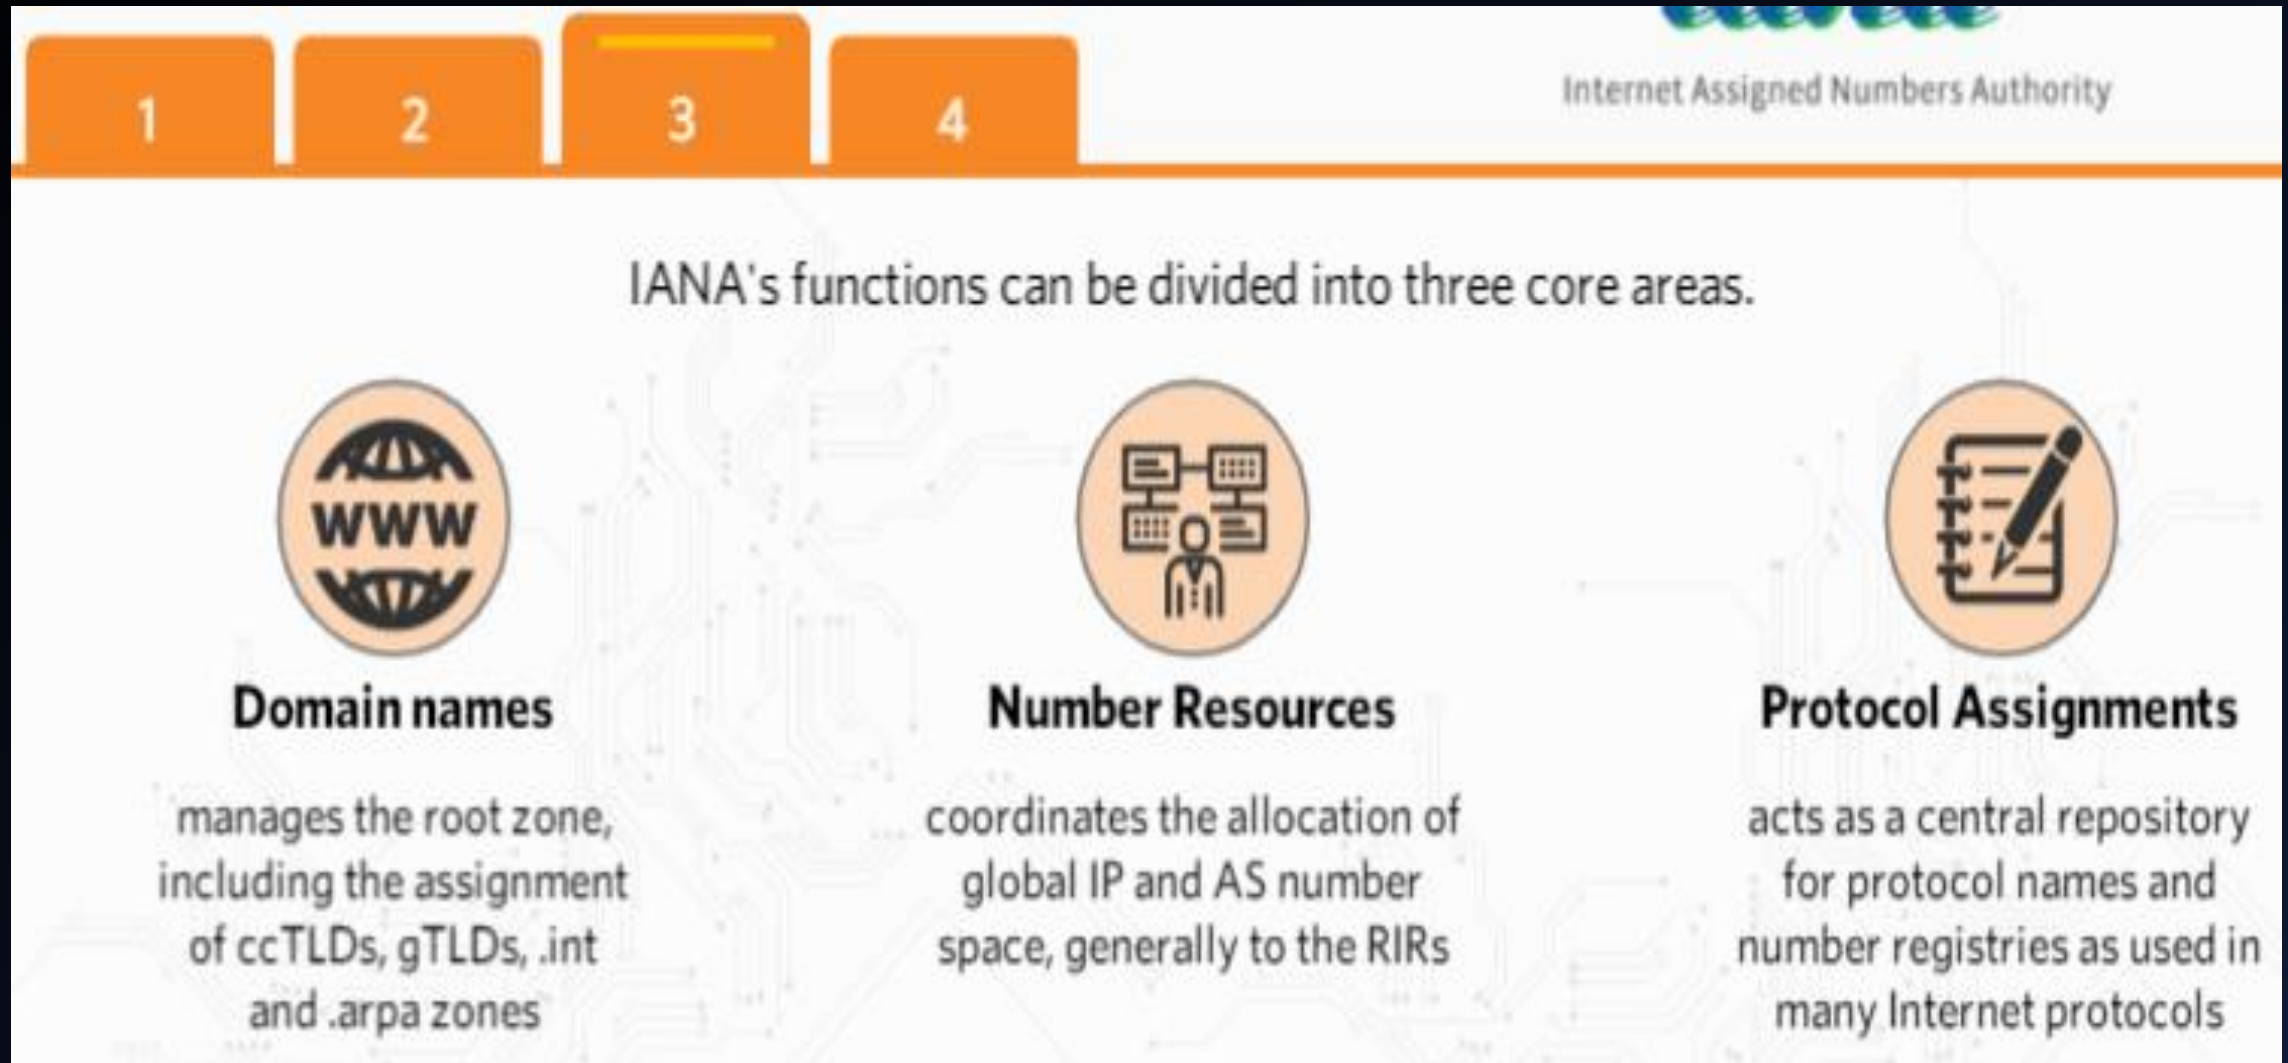 1 2 3 4
Internet Assigned Numbers Authority
IANA's functions can be divided into three core areas.
www
Domain names
manages the root zone,
including the assignment
of ccTLDs, gTLDs, .int
and .arpa zones
Number Resources
coordinates the allocation of
global IP and AS number
space, generally to the RIRs
Protocol Assignments
acts as a central repository
for protocol names and
number registries as used in
many Internet protocols